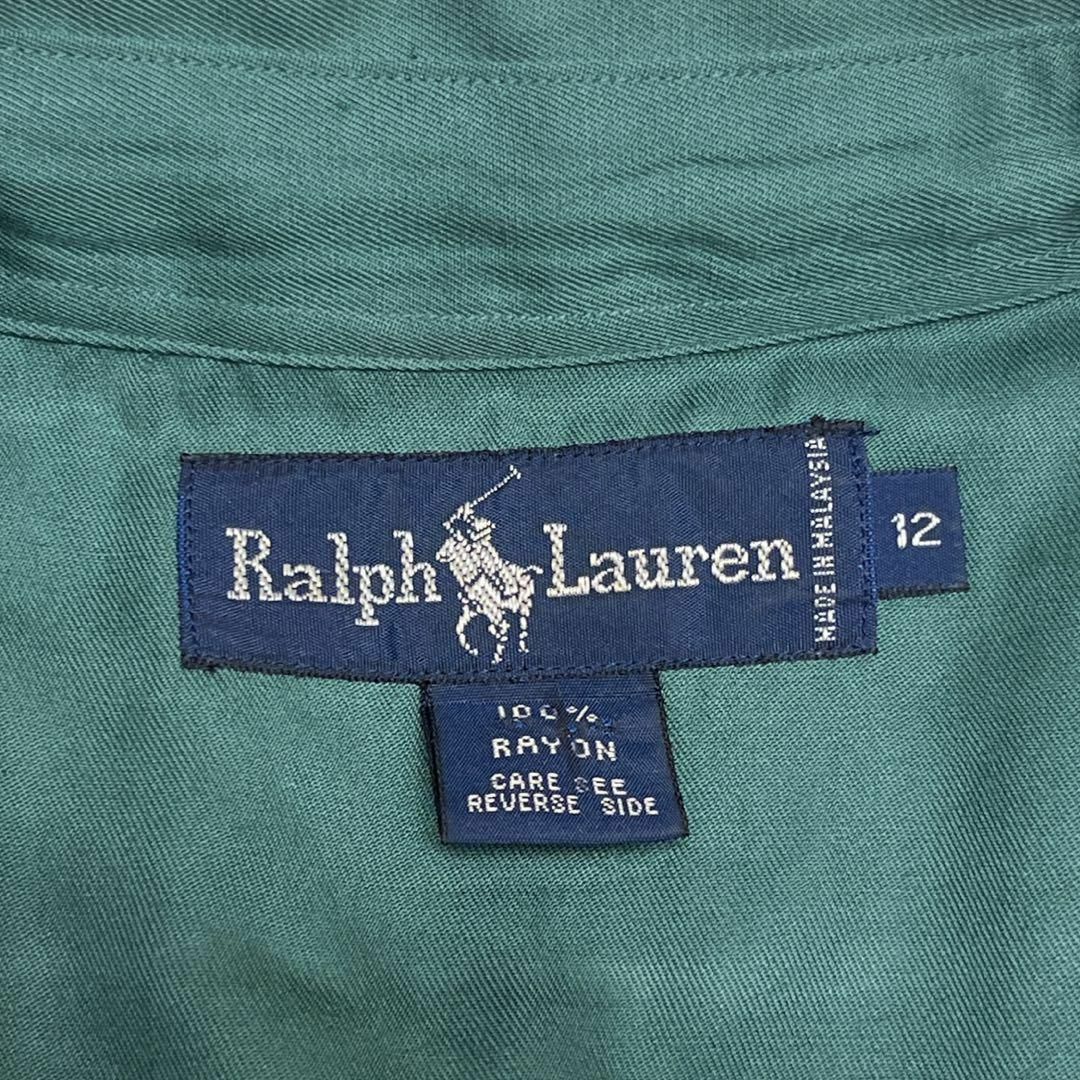 Ralph Lauren
MADE IN MALAYSIA
12
100%
RAYON
CARE SEE
REVERSE SIDE